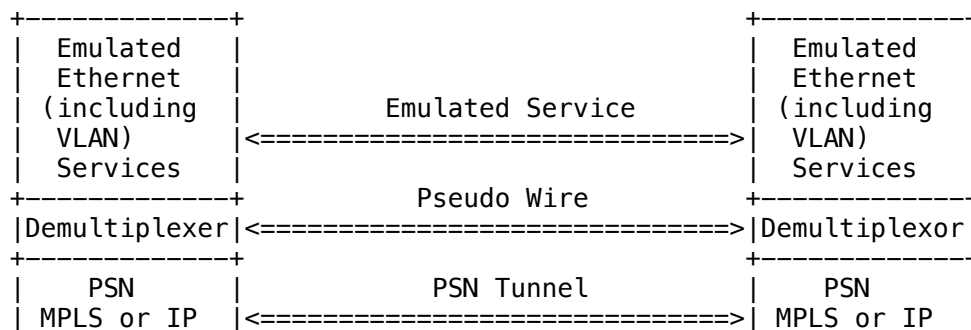 +-------------+                                +-------------
|  Emulated   |                                |  Emulated
|  Ethernet   |                                |  Ethernet
| (including  |         Emulated Service       | (including
|  VLAN)      |<==============================>|  VLAN)
|  Services   |                                |  Services
+-------------+           Pseudo Wire          +-------------
|Demultiplexer|<==============================>|Demultiplexor
+-------------+                                +-------------
|    PSN      |            PSN Tunnel          |    PSN
| MPLS or IP  |<==============================>| MPLS or IP